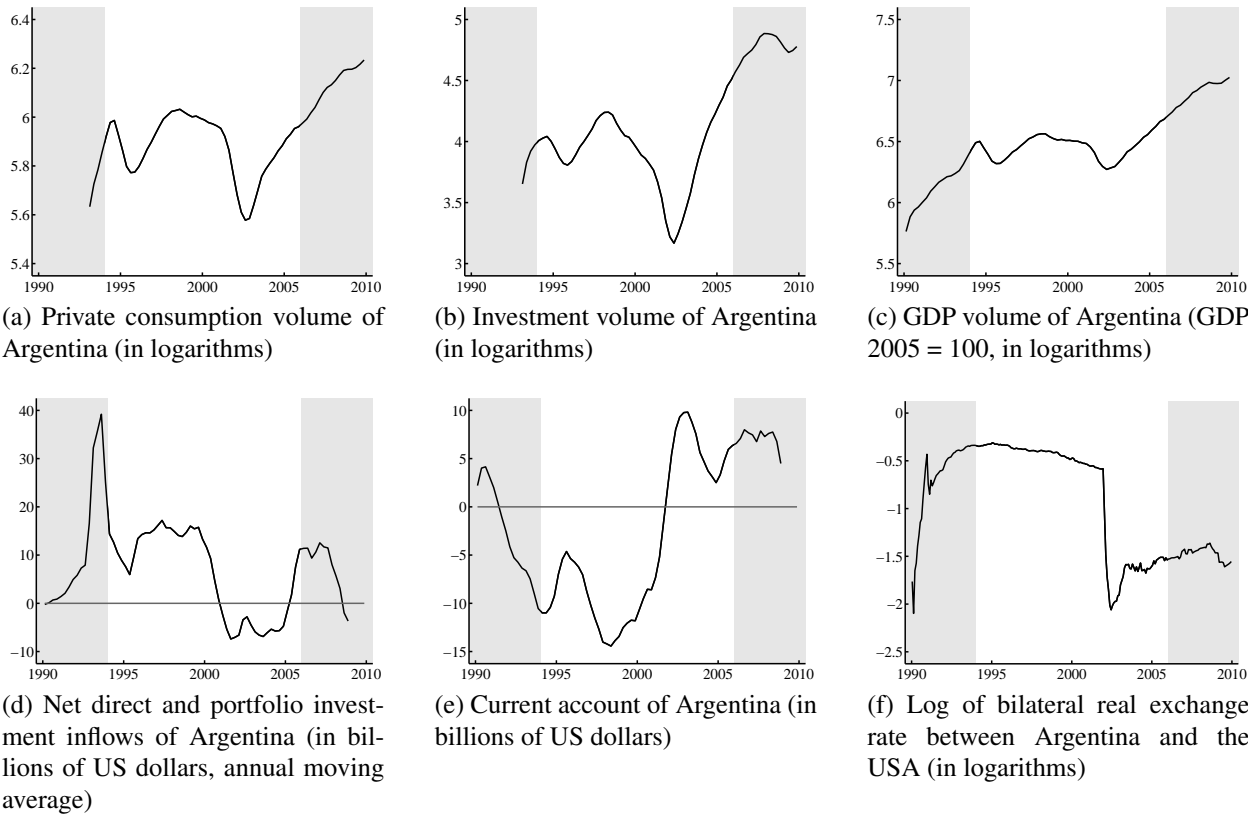 6.4
6.2
6
5.8
5.6
5.4
1990 1995 2000 2005 2010
(a) Private consumption volume of
Argentina (in logarithms)
5
4.5
4
3.5
3
1990 1995 2000 2005 2010
(b) Investment volume of Argentina
(in logarithms)
7.5
7
6.5
6
5.5
1990 1995 2000 2005 2010
(c) GDP volume of Argentina (GDP
2005 = 100, in logarithms)
40
30
20
10
0
−10
1990 1995 2000 2005 2010
(d) Net direct and portfolio invest-
ment inflows of Argentina (in bil-
lions of US dollars, annual moving
average)
10
5
0
−5
−10
−15
1990 1995 2000 2005 2010
(e) Current account of Argentina (in
billions of US dollars)
0
−0.5
−1
−1.5
−2
−2.5
1990 1995 2000 2005 2010
(f) Log of bilateral real exchange
rate between Argentina and the
USA (in logarithms)